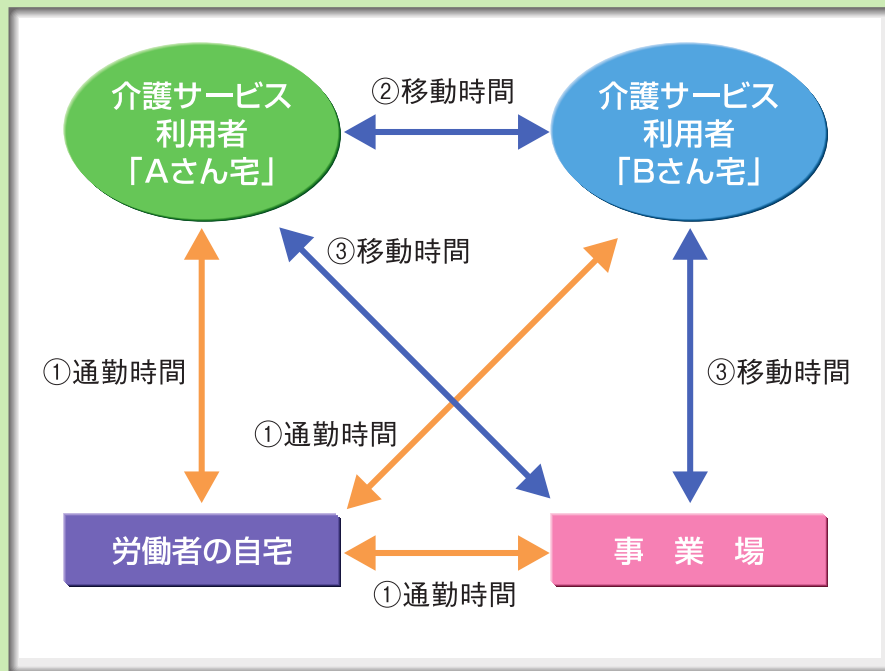 介護サービス
利用者
「Aさん宅」
②移動時間
介護サービス
利用者
「Bさん宅」
③移動時間
①通勤時間
③移動時間
①通勤時間
労働者の自宅
事　業　場
①通勤時間